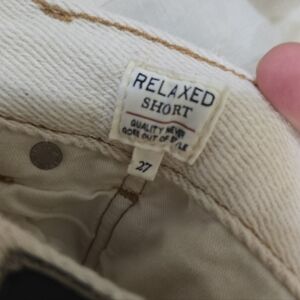 RELAXED
SHORT
QUALITY NEVER
GOES OUT OF STYLE
27